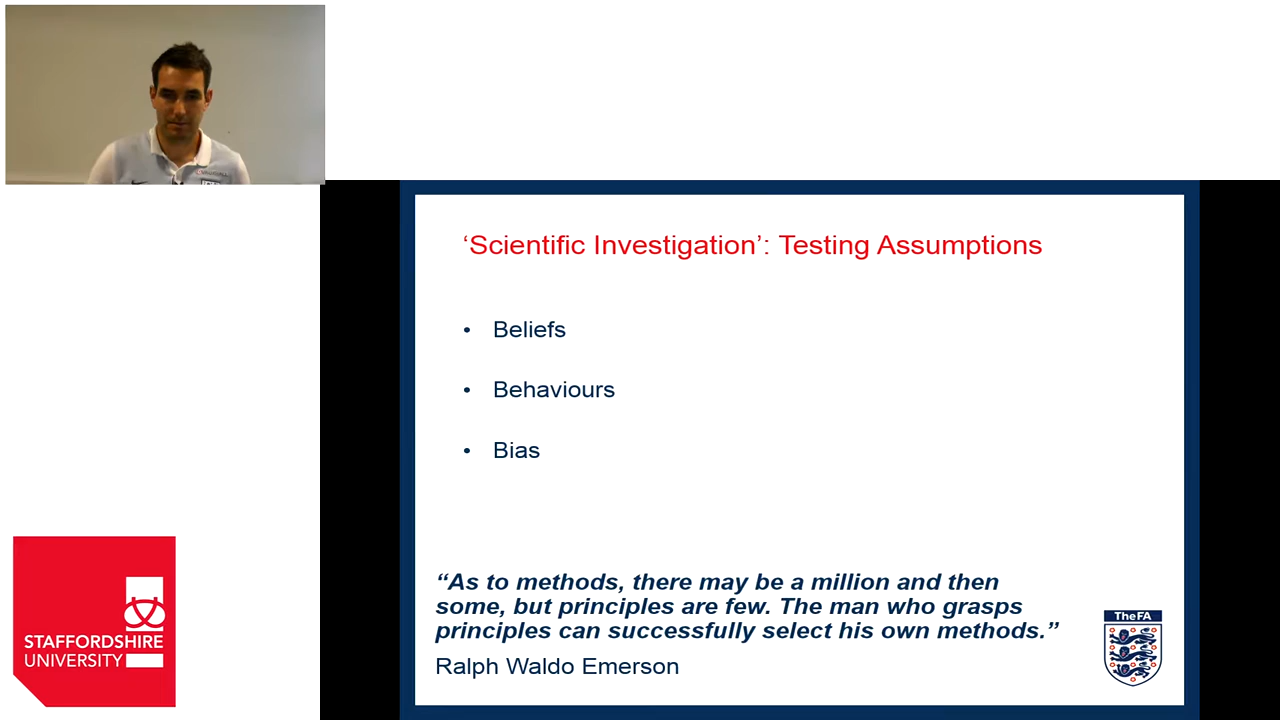 ‘Scientific Investigation’: Testing Assumptions
• Beliefs
• Behaviours
• Bias
“As to methods, there may be a million and then
some, but principles are few. The man who grasps
principles can successfully select his own methods.”
Ralph Waldo Emerson
TheFA
STAFFORDSHIRE
UNIVERSITY